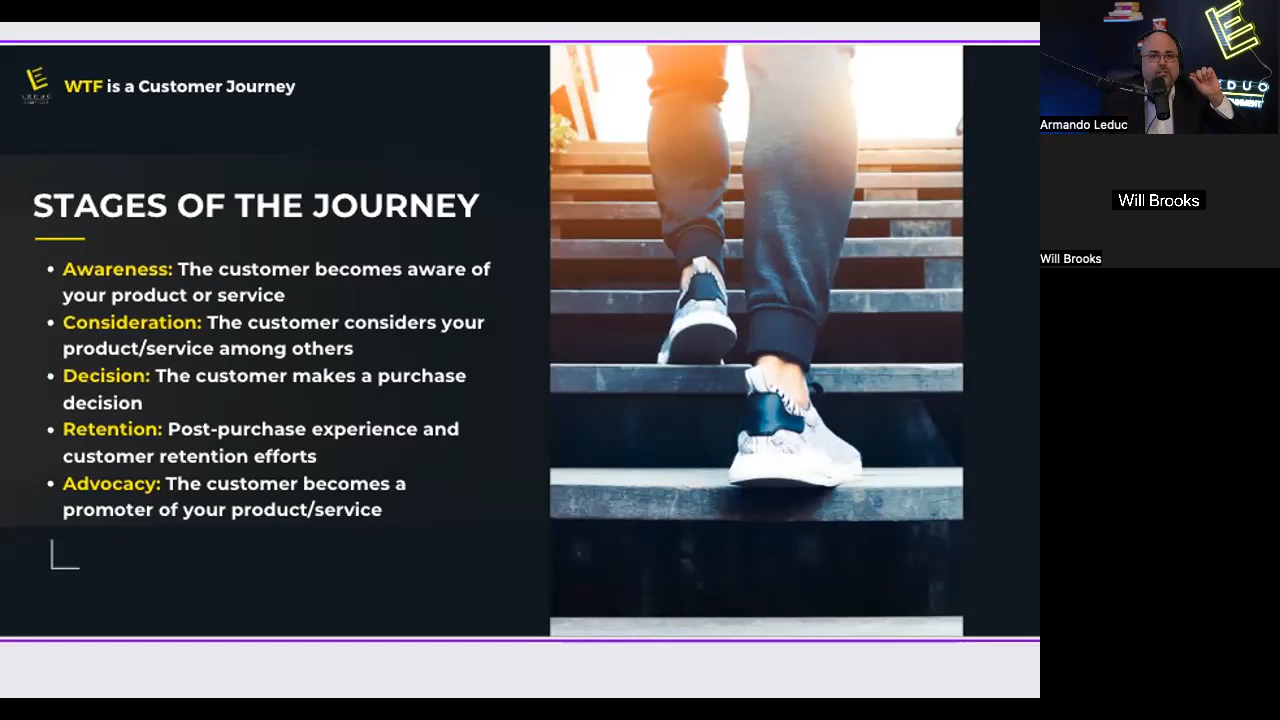 WTF is a Customer Journey
STAGES OF THE JOURNEY
• Awareness: The customer becomes aware of
your product or service
• Consideration: The customer considers your
product/service among others
• Decision: The customer makes a purchase
decision
• Retention: Post-purchase experience and
customer retention efforts
• Advocacy: The customer becomes a
promoter of your product/service
Armando Leduc
Will Brooks
Will Brooks